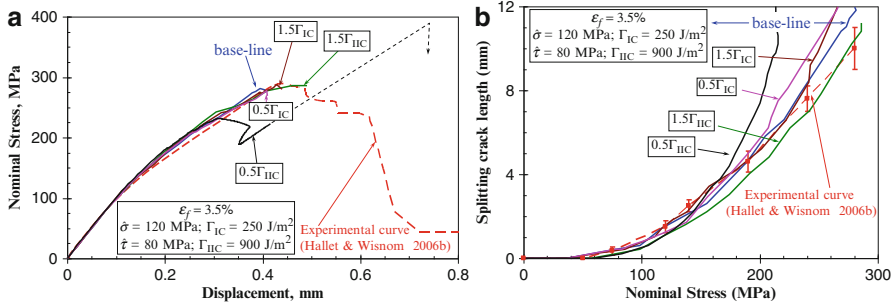 a
Nominal Stress, MPa
400
300
200
100
0
0.0
0.2
0.4
0.6
0.8
Displacement, mm
base-line
1.5Γ_IC
1.5Γ_IIC
0.5Γ_IC
0.5Γ_IIC
ε_f = 3.5%
σ̂ = 120 MPa; Γ_IC = 250 J/m²
τ̂ = 80 MPa; Γ_IIC = 900 J/m²
Experimental curve
(Hallet & Wisnom 2006b)
b
Splitting crack length (mm)
12
8
4
0
0
100
200
300
Nominal Stress (MPa)
ε_f = 3.5%
σ̂ = 120 MPa; Γ_IC = 250 J/m²
τ̂ = 80 MPa; Γ_IIC = 900 J/m²
base-line
1.5Γ_IC
0.5Γ_IC
1.5Γ_IIC
0.5Γ_IIC
Experimental curve
(Hallet & Wisnom 2006b)